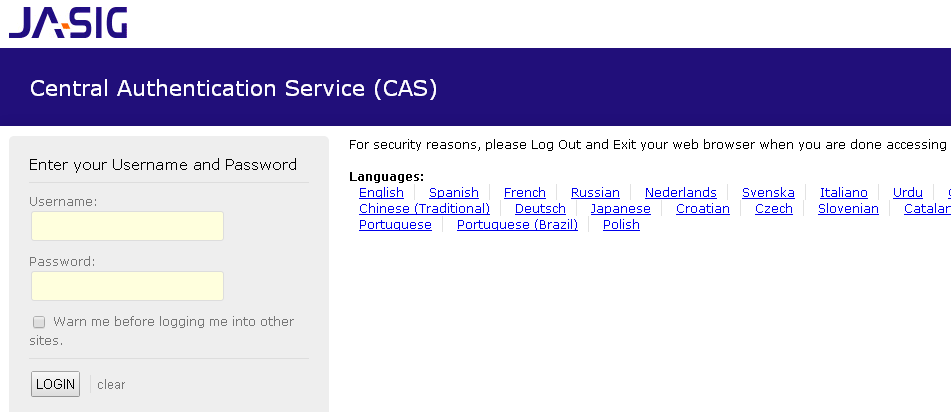 JA-SIG
Central Authentication Service (CAS)
Enter your Username and Password
Username:
Password:
Warn me before logging me into other
sites.
LOGIN clear
For security reasons, please Log Out and Exit your web browser when you are done accessing
Languages:
English Spanish French Russian Nederlands Svenska Italiano Urdu
Chinese (Traditional) Deutsch Japanese Croatian Czech Slovenian Catalan
Portuguese Portuguese (Brazil) Polish